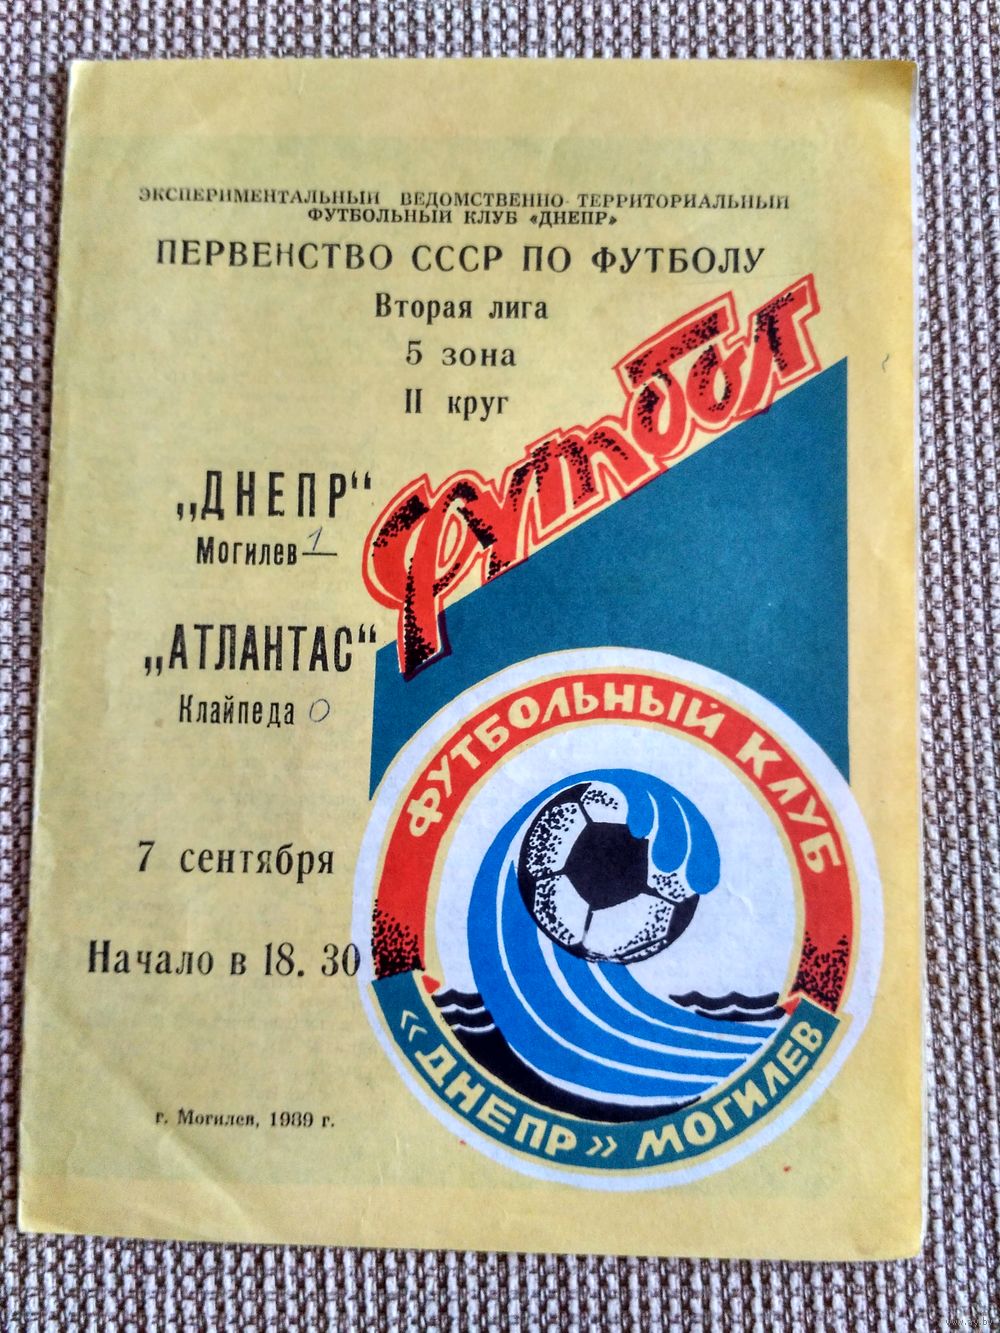 ЭКСПЕРИМЕНТАЛЬНЫЙ ВЕДОМСТВЕННО-ТЕРРИТОРИАЛЬНЫЙ
ФУТБОЛЬНЫЙ КЛУБ «ДНЕПР»
ПЕРВЕНСТВО СССР ПО ФУТБОЛУ
Вторая лига
5 зона
II круг
Футбол
„ДНЕПР“
Могилев 1
„АТЛАНТАС“
Клайпеда 0
7 сентября
Начало в 18. 30
г. Могилев, 1989 г.
ФУТБОЛЬНЫЙ КЛУБ
«ДНЕПР» МОГИЛЕВ